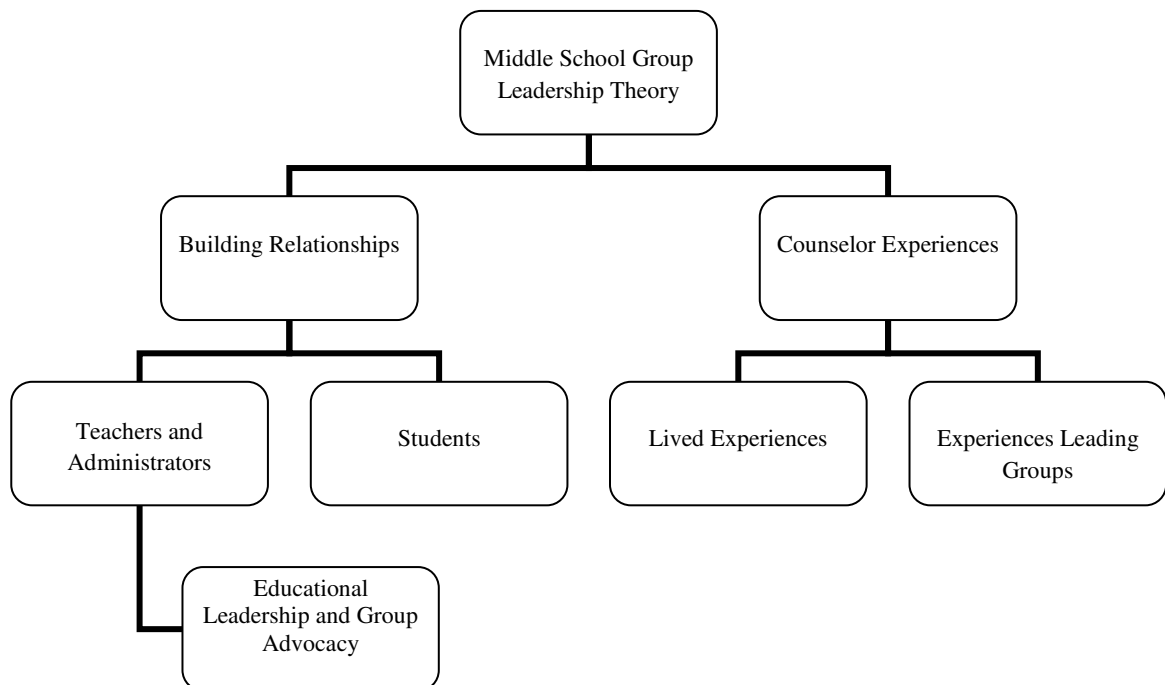 Middle School Group
Leadership Theory
Building Relationships
Counselor Experiences
Teachers and
Administrators
Students
Lived Experiences
Experiences Leading
Groups
Educational
Leadership and Group
Advocacy